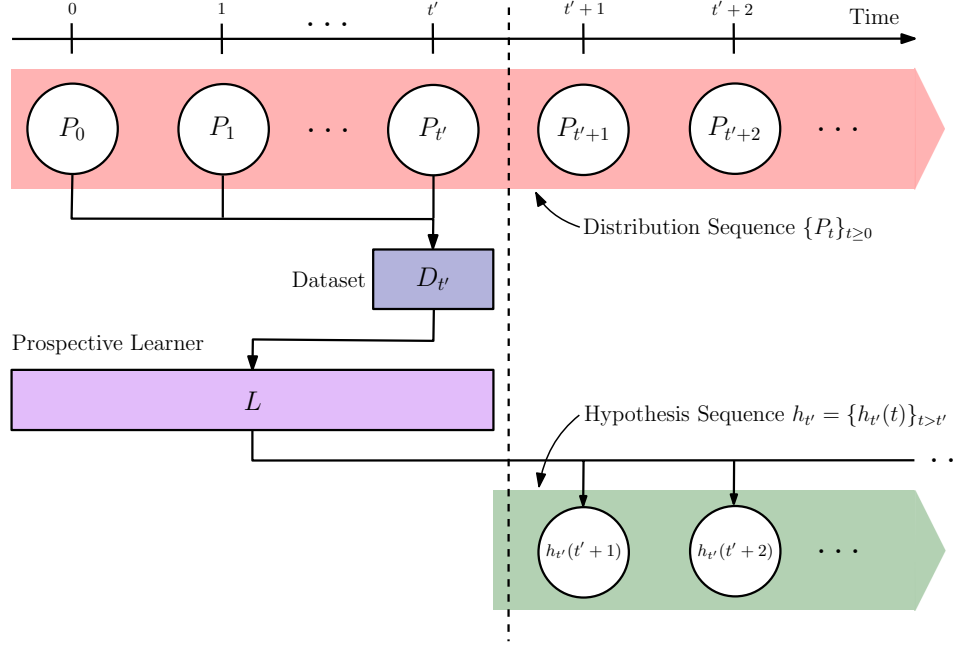 0 1 · · · t′ t′ + 1 t′ + 2 Time
P₀ P₁ · · · Pₜ′ Pₜ′₊₁ Pₜ′₊₂ · · ·
Distribution Sequence {Pₜ}ₜ≥₀
Dataset Dₜ′
Prospective Learner
L
Hypothesis Sequence hₜ′ = {hₜ′(t)}ₜ>ₜ′
· ·
hₜ′(t′ + 1) hₜ′(t′ + 2) · · ·